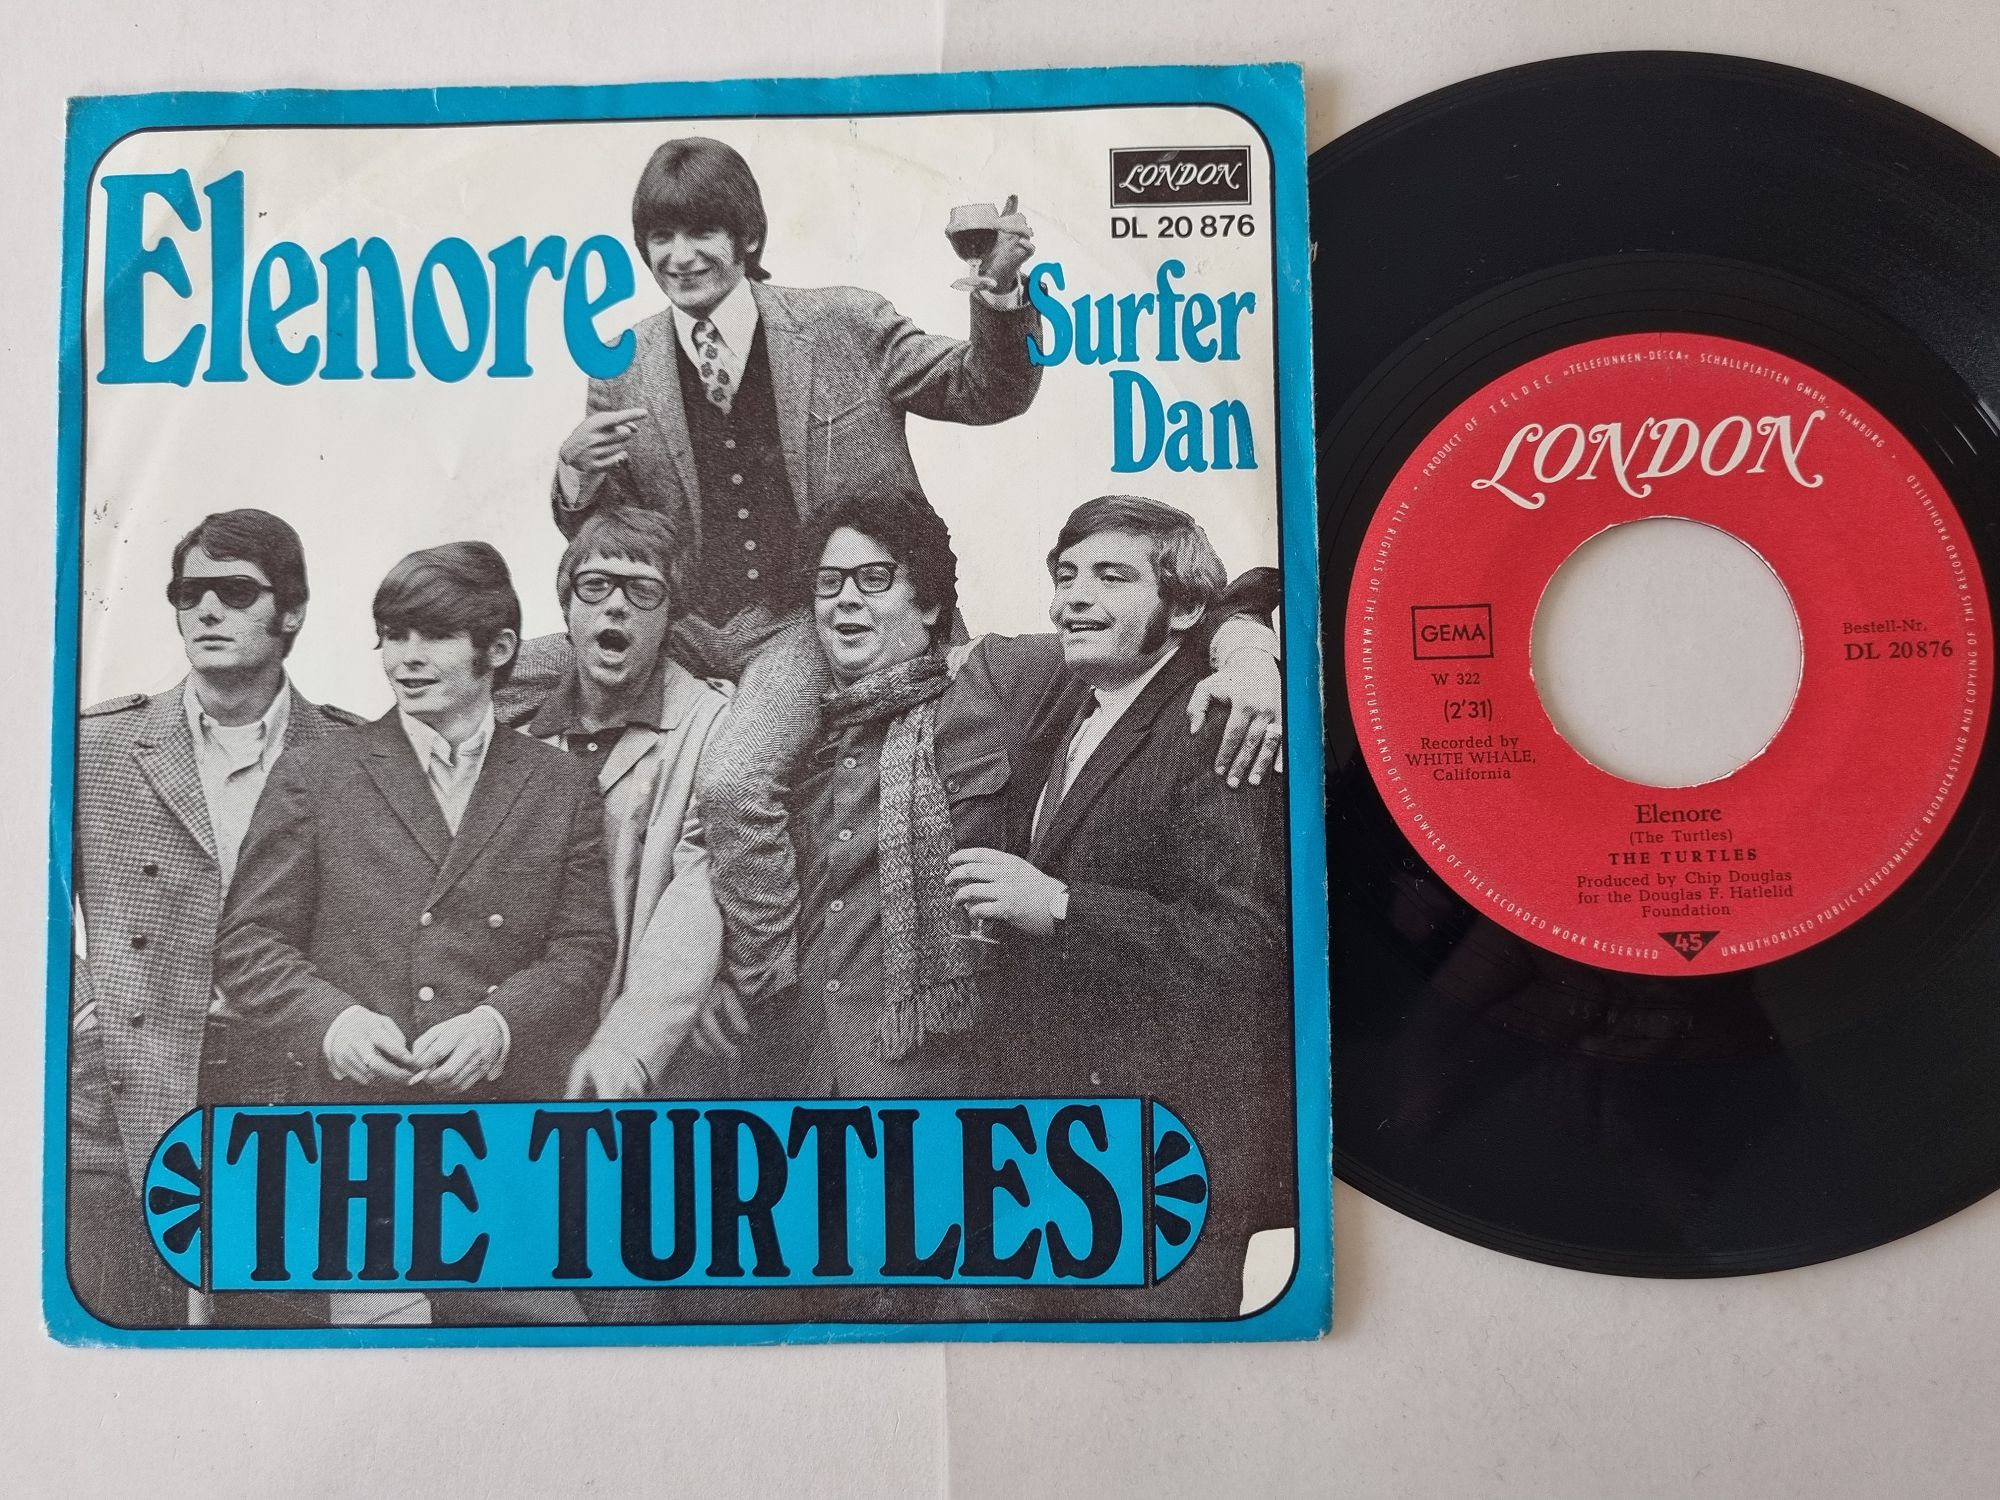 Elenore
LONDON
DL 20 876
Surfer
Dan
THE TURTLES
ALL RIGHTS OF THE MANUFACTURER AND OF THE OWNER OF THE RECORDED WORK RESERVED
PRODUCT OF TELDEC »TELEFUNKEN-DECCA« SCHALLPLATTEN GMBH., HAMBURG
UNAUTHORISED PUBLIC PERFORMANCE BROADCASTING AND COPYING OF THIS RECORD PROHIBITED
LONDON
GEMA
W 322
(2'31)
Recorded by
WHITE WHALE,
California
Bestell-Nr.
DL 20876
Elenore
(The Turtles)
THE TURTLES
Produced by Chip Douglas
for the Douglas F. Hatlelid
Foundation
45